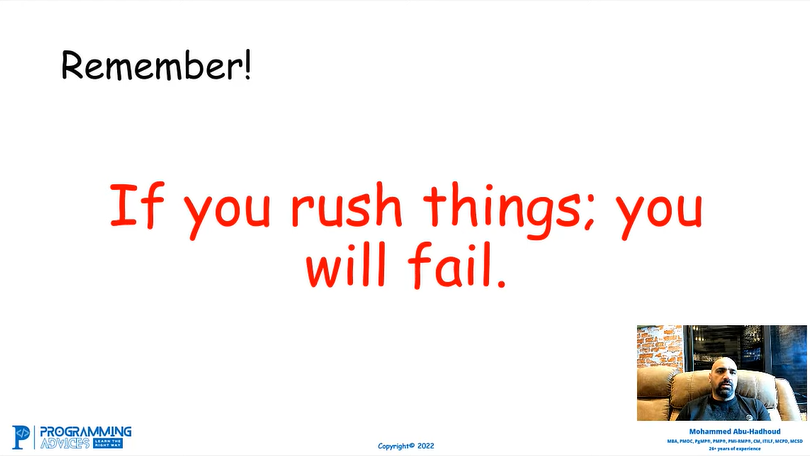 Remember!
If you rush things; you
will fail.
PROGRAMMING
ADVICES LEARN THE
RIGHT WAY
Copyright© 2022
Mohammed Abu-Hadhoud
MBA, PMOC, PgMP®, PMP®, PMI-RMP®, CM, ITILF, MCPD, MCSD
26+ years of experience